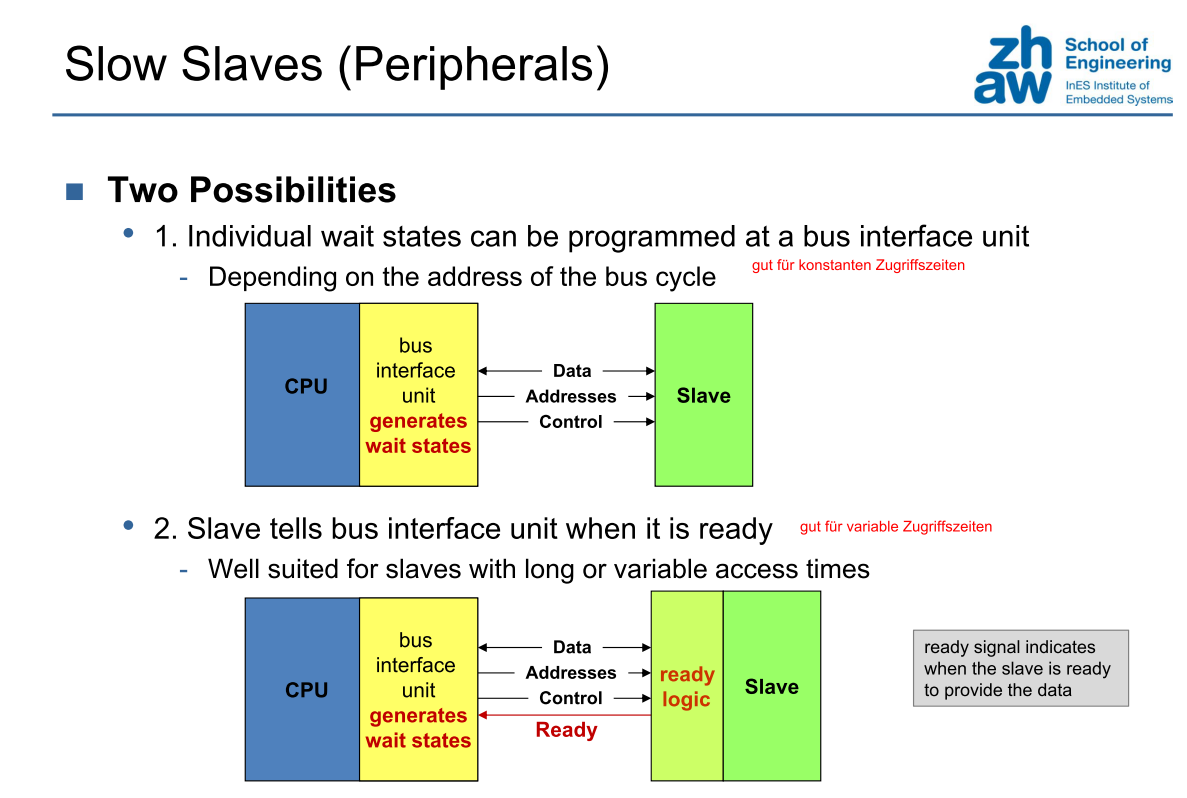 Slow Slaves (Peripherals)
zh
aw
School of
Engineering
InES Institute of
Embedded Systems
Two Possibilities
1. Individual wait states can be programmed at a bus interface unit
- Depending on the address of the bus cycle
gut für konstanten Zugriffszeiten
CPU
bus
interface
unit
generates
wait states
Data
Addresses
Control
Slave
2. Slave tells bus interface unit when it is ready
gut für variable Zugriffszeiten
- Well suited for slaves with long or variable access times
CPU
bus
interface
unit
generates
wait states
Data
Addresses
Control
Ready
ready
logic
Slave
ready signal indicates
when the slave is ready
to provide the data